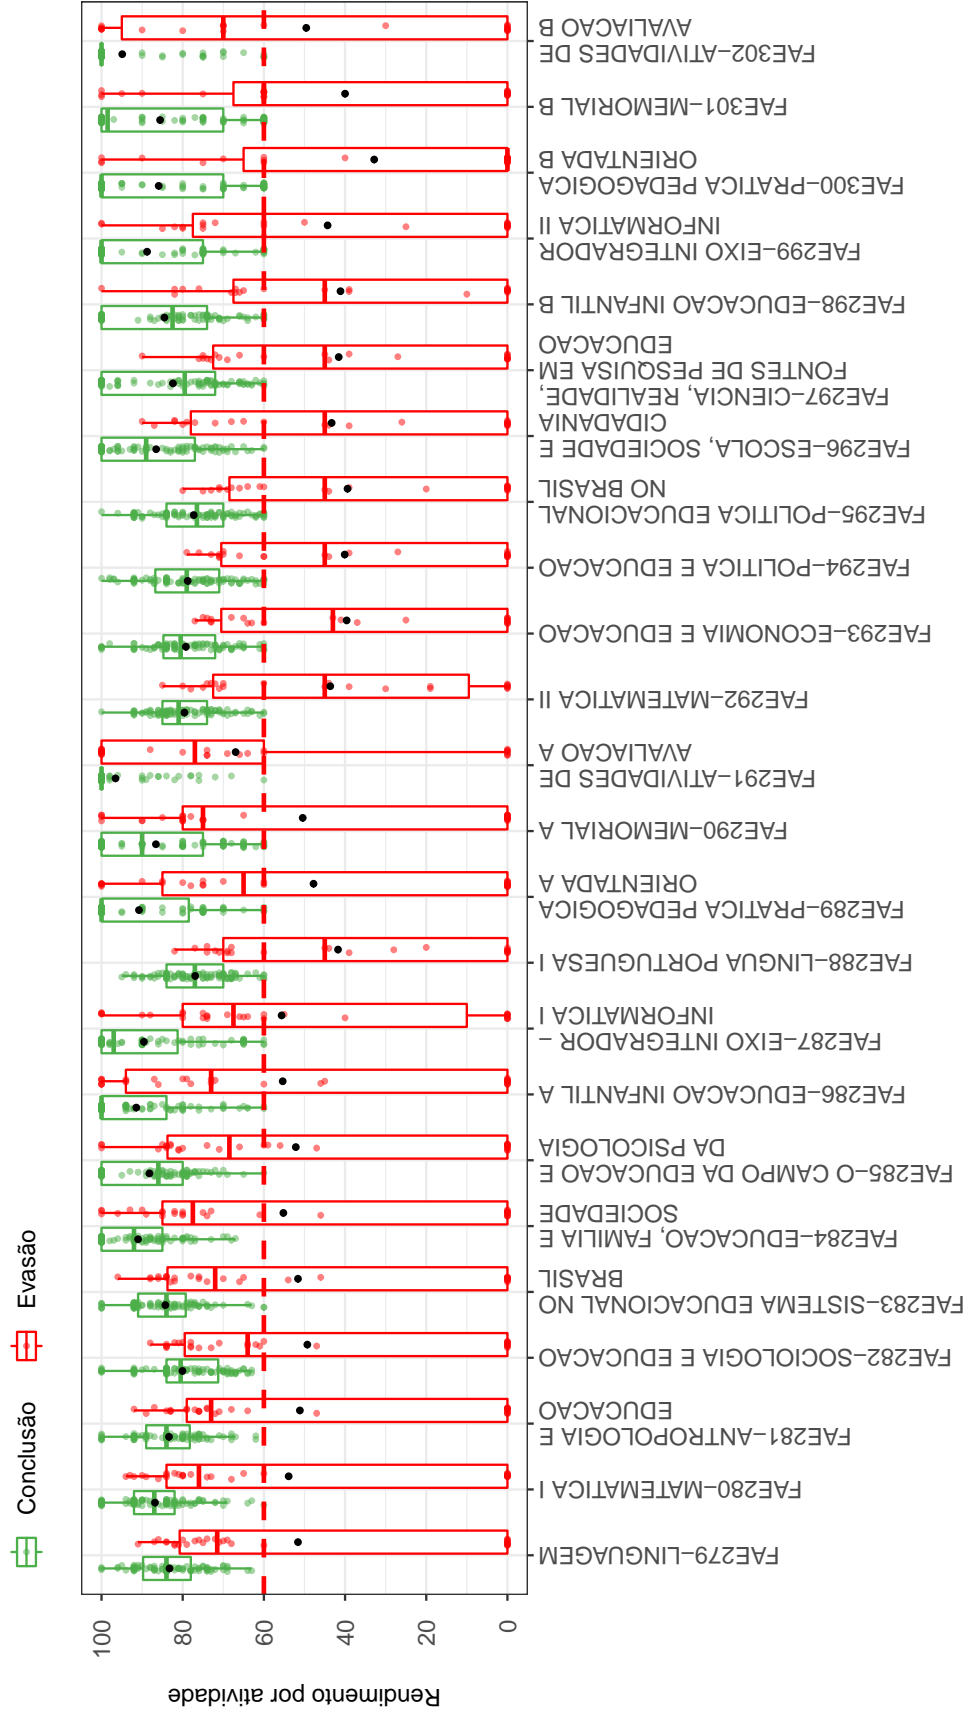 Conclusão
Evasão
Rendimento por atividade
100
80
60
40
20
0
FAE279−LINGUAGEM
FAE280−MATEMATICA I
FAE281−ANTROPOLOGIA E
EDUCACAO
FAE282−SOCIOLOGIA E EDUCACAO
FAE283−SISTEMA EDUCACIONAL NO
BRASIL
FAE284−EDUCACAO, FAMILIA E
SOCIEDADE
FAE285−O CAMPO DA EDUCACAO E
DA PSICOLOGIA
FAE286−EDUCACAO INFANTIL A
FAE287−EIXO INTEGRADOR −
INFORMATICA I
FAE288−LINGUA PORTUGUESA I
FAE289−PRATICA PEDAGOGICA
ORIENTADA A
FAE290−MEMORIAL A
FAE291−ATIVIDADES DE
AVALIACAO A
FAE292−MATEMATICA II
FAE293−ECONOMIA E EDUCACAO
FAE294−POLITICA E EDUCACAO
FAE295−POLITICA EDUCACIONAL
NO BRASIL
FAE296−ESCOLA, SOCIEDADE E
CIDADANIA
FAE297−CIENCIA, REALIDADE,
FONTES DE PESQUISA EM
EDUCACAO
FAE298−EDUCACAO INFANTIL B
FAE299−EIXO INTEGRADOR
INFORMATICA II
FAE300−PRATICA PEDAGOGICA
ORIENTADA B
FAE301−MEMORIAL B
FAE302−ATIVIDADES DE
AVALIACAO B